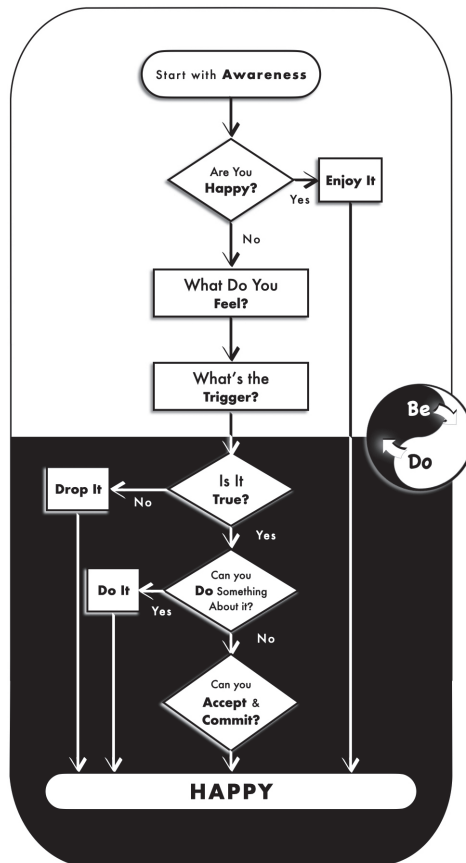 Start with Awareness
Are You
Happy?
Yes
Enjoy It
No
What Do You
Feel?
What's the
Trigger?
Be
Do
Is It
True?
No
Drop It
Yes
Can you
Do Something
About it?
Yes
Do It
No
Can you
Accept &
Commit?
HAPPY